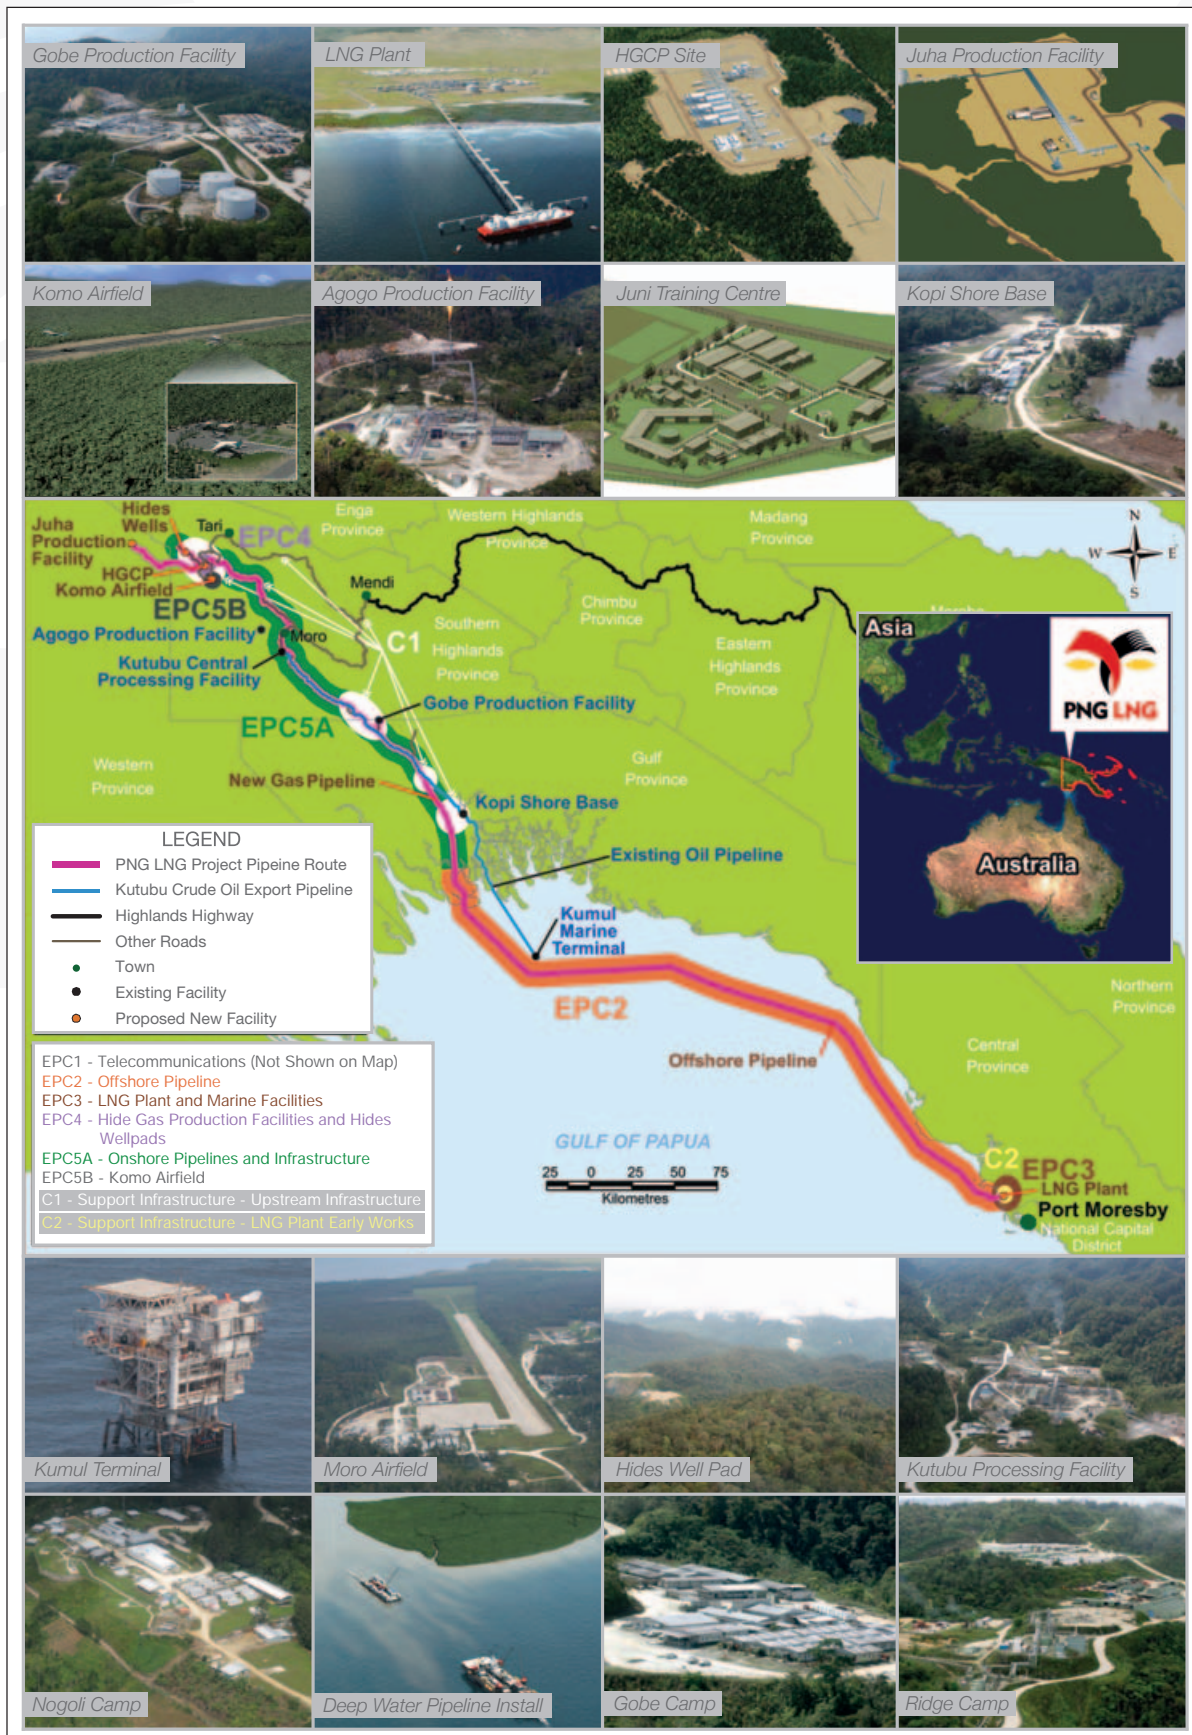 Gobe Production Facility
LNG Plant
HGCP Site
Juha Production Facility
Komo Airfield
Agogo Production Facility
Juni Training Centre
Kopi Shore Base
Hides
Wells
Tari
EPC4
Enga
Province
Western Highlands
Province
Madang
Province
N
W
E
S
Juha
Production
Facility
HGCP
Komo Airfield
EPC5B
Mendi
Chimbu
Province
Agogo Production Facility
Moro
C1
Southern
Highlands
Province
Eastern
Highlands
Province
Kutubu Central
Processing Facility
Gobe Production Facility
EPC5A
Western
Province
Gulf
Province
New Gas Pipeline
Kopi Shore Base
Existing Oil Pipeline
Kumul
Marine
Terminal
EPC2
Offshore Pipeline
Asia
PNG LNG
Australia
Northern
Province
Central
Province
GULF OF PAPUA
25 0 25 50 75
Kilometres
C2
EPC3
LNG Plant
Port Moresby
National Capital
District
LEGEND
PNG LNG Project Pipeine Route
Kutubu Crude Oil Export Pipeline
Highlands Highway
Other Roads
Town
Existing Facility
Proposed New Facility
EPC1 - Telecommunications (Not Shown on Map)
EPC2 - Offshore Pipeline
EPC3 - LNG Plant and Marine Facilities
EPC4 - Hide Gas Production Facilities and Hides
Wellpads
EPC5A - Onshore Pipelines and Infrastructure
EPC5B - Komo Airfield
C1 - Support Infrastructure - Upstream Infrastructure
C2 - Support Infrastructure - LNG Plant Early Works
Kumul Terminal
Moro Airfield
Hides Well Pad
Kutubu Processing Facility
Nogoli Camp
Deep Water Pipeline Install
Gobe Camp
Ridge Camp